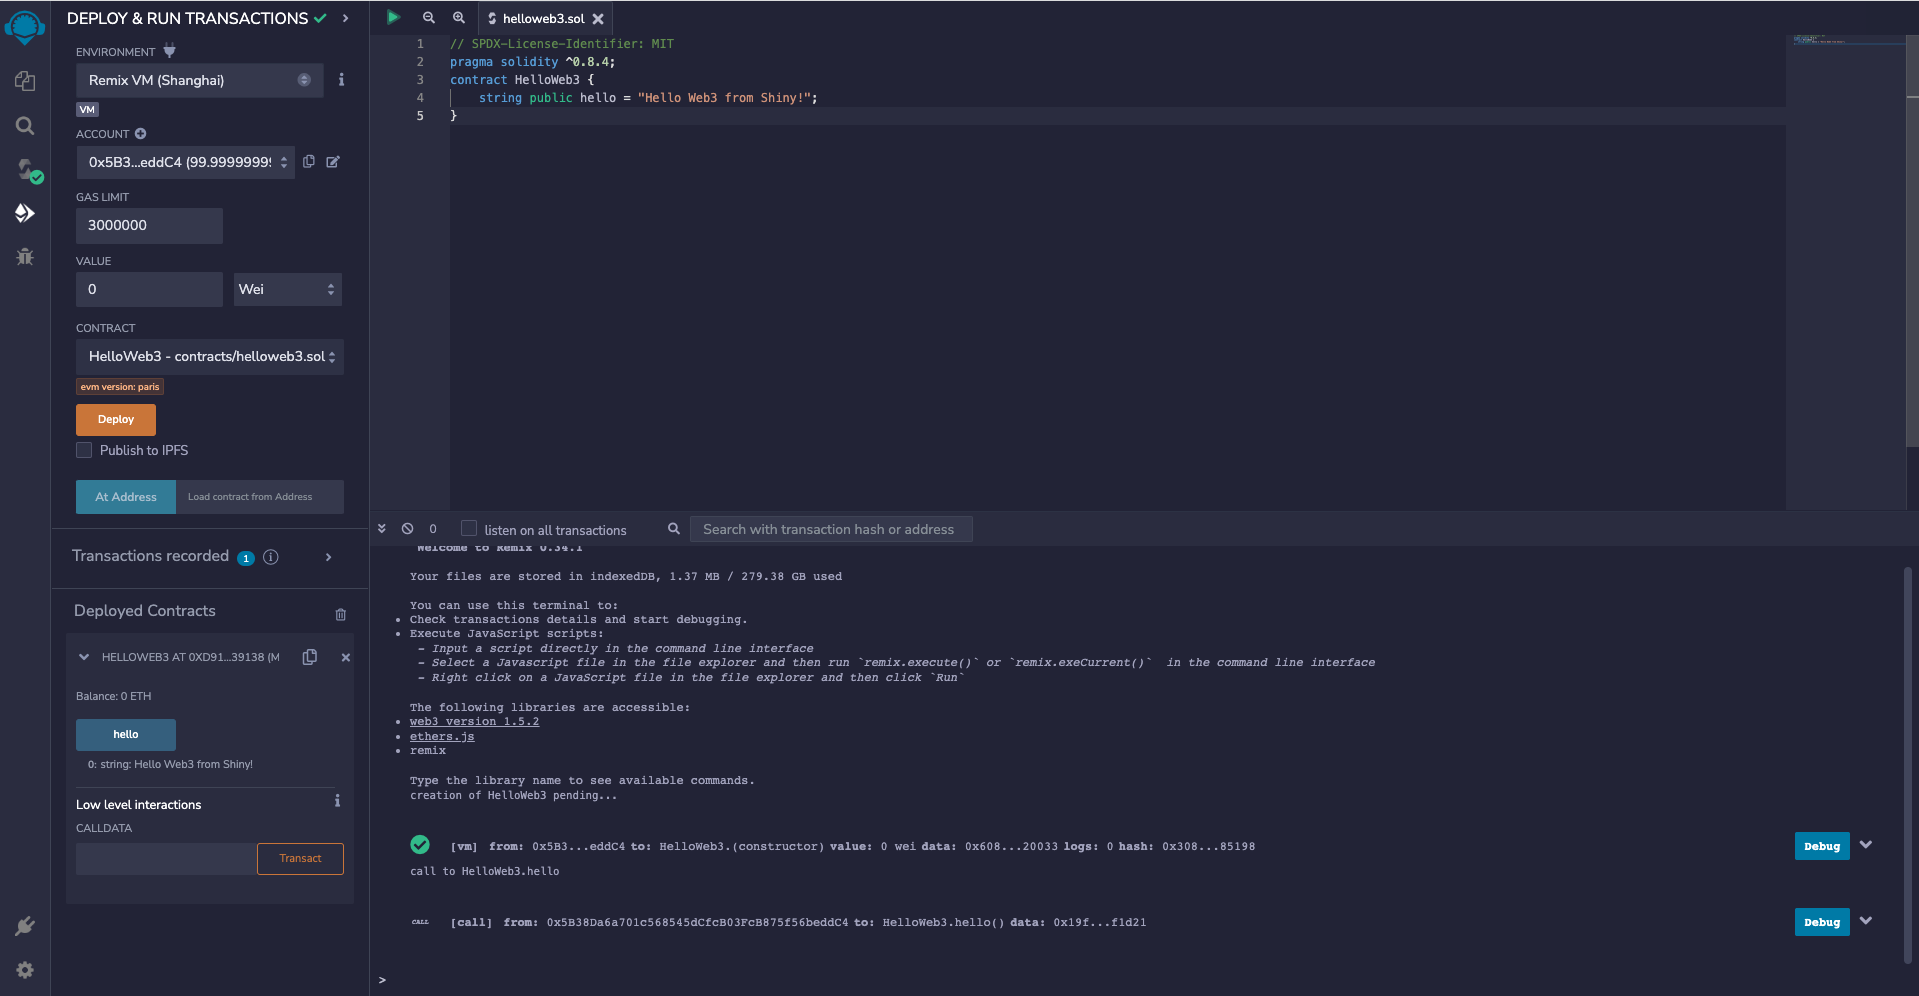 DEPLOY & RUN TRANSACTIONS
ENVIRONMENT
Remix VM (Shanghai)
VM
ACCOUNT
0x5B3...eddC4 (99.9999999
GAS LIMIT
3000000
VALUE
0
Wei
CONTRACT
HelloWeb3 - contracts/helloweb3.sol
evm version: paris
Deploy
Publish to IPFS
At Address
Load contract from Address
Transactions recorded 1 i
Deployed Contracts
HELLOWEB3 AT 0XD91...39138 (M
Balance: 0 ETH
hello
0: string: Hello Web3 from Shiny!
Low level interactions
CALLDATA
Transact
helloweb3.sol
1 // SPDX-License-Identifier: MIT
2 pragma solidity ^0.8.4;
3 contract HelloWeb3 {
4 string public hello = "Hello Web3 from Shiny!";
5 }
0
listen on all transactions
Search with transaction hash or address
Welcome to Remix 0.34.1
Your files are stored in indexedDB, 1.37 MB / 279.38 GB used
You can use this terminal to:
• Check transactions details and start debugging.
• Execute JavaScript scripts:
- Input a script directly in the command line interface
- Select a Javascript file in the file explorer and then run `remix.execute()` or `remix.exeCurrent()` in the command line interface
- Right click on a JavaScript file in the file explorer and then click `Run`
The following libraries are accessible:
• web3 version 1.5.2
• ethers.js
• remix
Type the library name to see available commands.
creation of HelloWeb3 pending...
[vm] from: 0x5B3...eddC4 to: HelloWeb3.(constructor) value: 0 wei data: 0x608...20033 logs: 0 hash: 0x308...85198
Debug
call to HelloWeb3.hello
CALL [call] from: 0x5B38Da6a701c568545dCfcB03FcB875f56beddC4 to: HelloWeb3.hello() data: 0x19f...f1d21
Debug
>